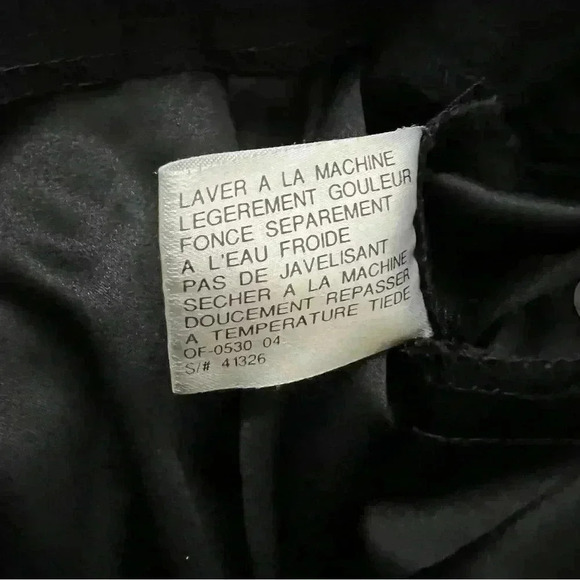 LAVER A LA MACHINE
LEGEREMENT GOULEUR
FONCE SEPAREMENT
A L'EAU FROIDE
PAS DE JAVELISANT
SECHER A LA MACHINE
DOUCEMENT REPASSER
A TEMPERATURE TIEDE
OF-0530 04
S/# 41326